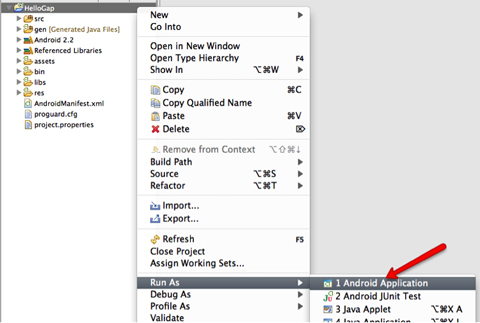 HelloGap
src
gen [Generated Java Files]
Android 2.2
Referenced Libraries
assets
bin
libs
res
AndroidManifest.xml
proguard.cfg
project.properties
New
Go Into
Open in New Window
Open Type Hierarchy F4
Show In ⌥⌘W
Copy ⌘C
Copy Qualified Name
Paste ⌘V
Delete ⌦
Remove from Context ⌥⇧⌘↓
Build Path
Source ⌥⌘S
Refactor ⌥⌘T
Import...
Export...
Refresh F5
Close Project
Assign Working Sets...
Run As
Debug As
Profile As
Validate
1 Android Application
2 Android JUnit Test
3 Java Applet ⌥⌘X A
4 Java Application ⌥⌘X J